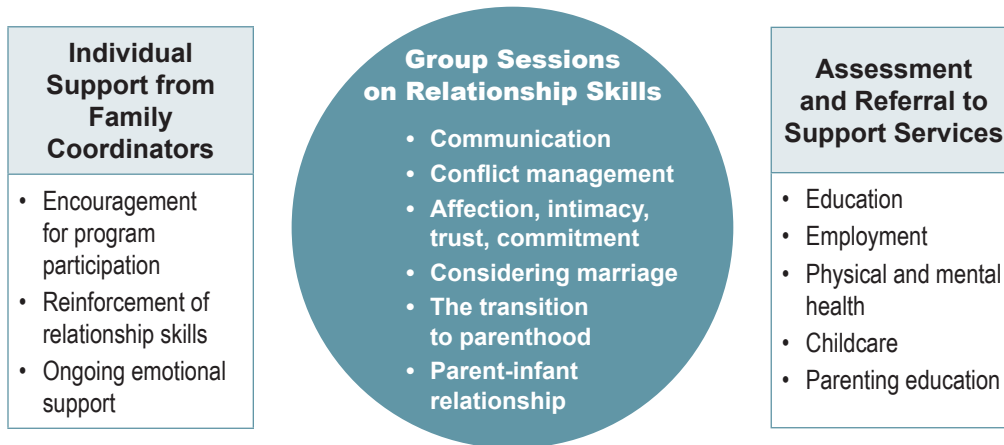 Individual
Support from
Family
Coordinators
• Encouragement
for program
participation
• Reinforcement of
relationship skills
• Ongoing emotional
support
Group Sessions
on Relationship Skills
• Communication
• Conflict management
• Affection, intimacy,
trust, commitment
• Considering marriage
• The transition
to parenthood
• Parent-infant
relationship
Assessment
and Referral to
Support Services
• Education
• Employment
• Physical and mental
health
• Childcare
• Parenting education